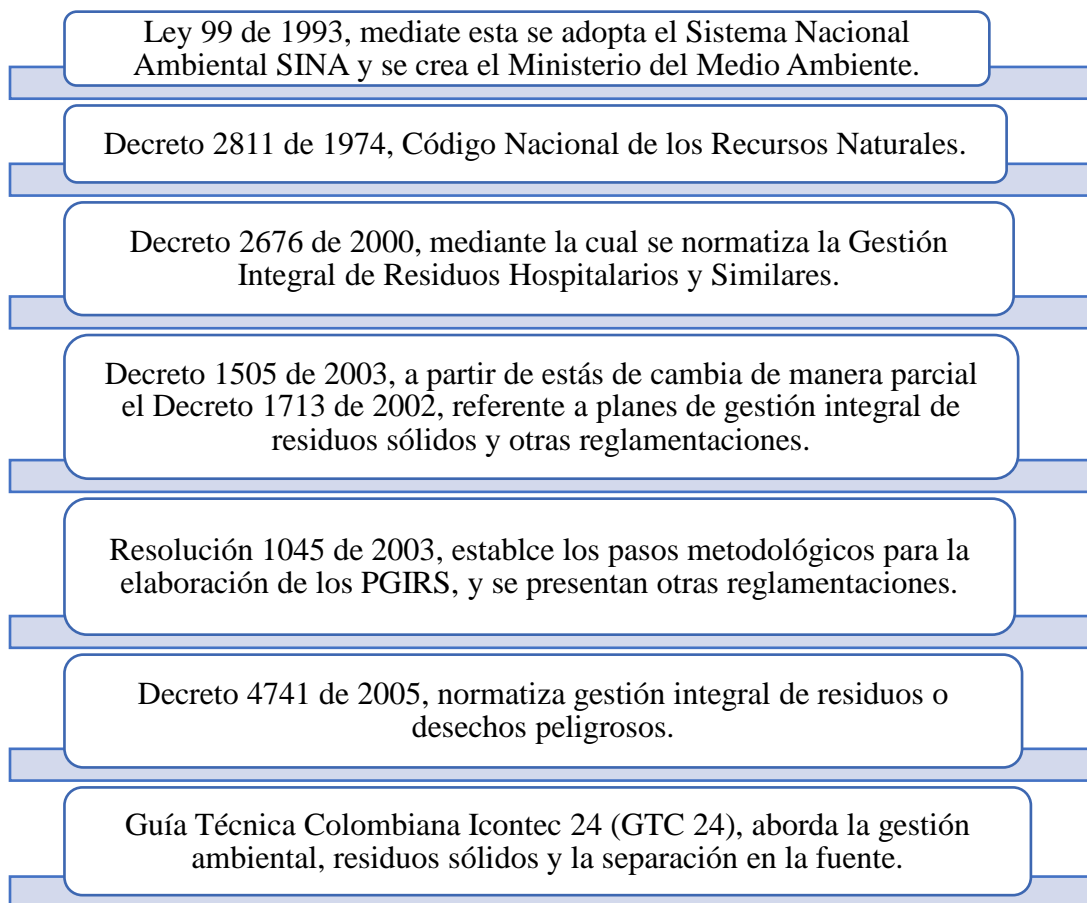 Ley 99 de 1993, mediate esta se adopta el Sistema Nacional
Ambiental SINA y se crea el Ministerio del Medio Ambiente.
Decreto 2811 de 1974, Código Nacional de los Recursos Naturales.
Decreto 2676 de 2000, mediante la cual se normatiza la Gestión
Integral de Residuos Hospitalarios y Similares.
Decreto 1505 de 2003, a partir de estás de cambia de manera parcial
el Decreto 1713 de 2002, referente a planes de gestión integral de
residuos sólidos y otras reglamentaciones.
Resolución 1045 de 2003, establce los pasos metodológicos para la
elaboración de los PGIRS, y se presentan otras reglamentaciones.
Decreto 4741 de 2005, normatiza gestión integral de residuos o
desechos peligrosos.
Guía Técnica Colombiana Icontec 24 (GTC 24), aborda la gestión
ambiental, residuos sólidos y la separación en la fuente.